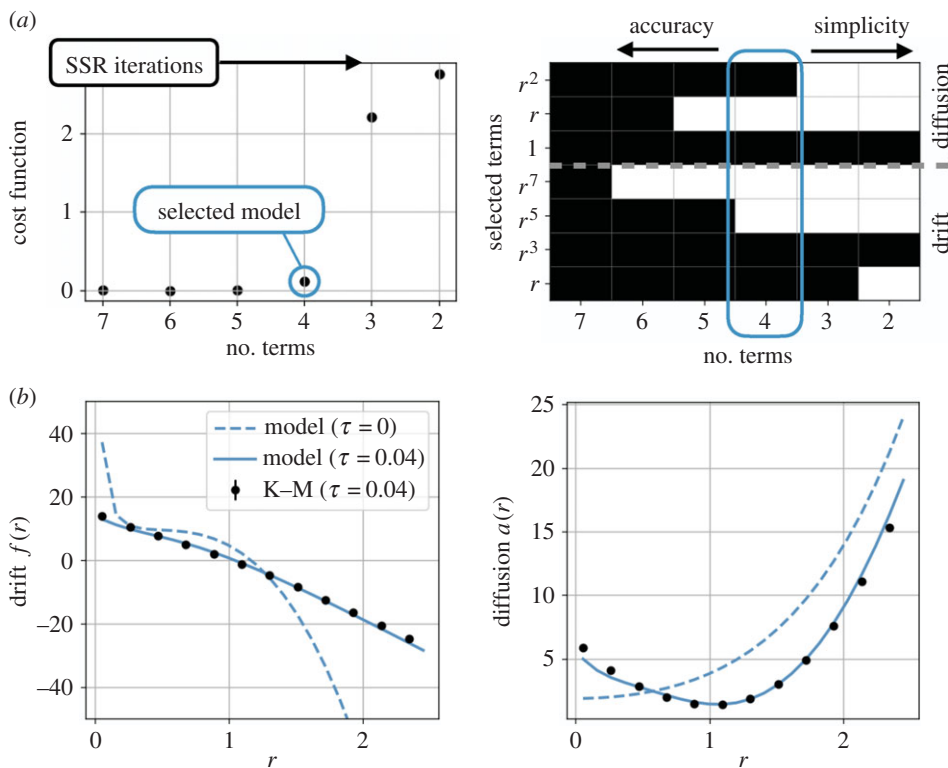 (a)
SSR iterations
cost function
2
1
0
selected model
7 6 5 4 3 2
no. terms
accuracy
simplicity
selected terms
r²
r
1
r⁷
r⁵
r³
r
diffusion
drift
7 6 5 4 3 2
no. terms
(b)
drift f(r)
40
20
0
−20
−40
model (τ = 0)
model (τ = 0.04)
K–M (τ = 0.04)
0 1 2
r
diffusion a(r)
25
20
15
10
5
0 1 2
r